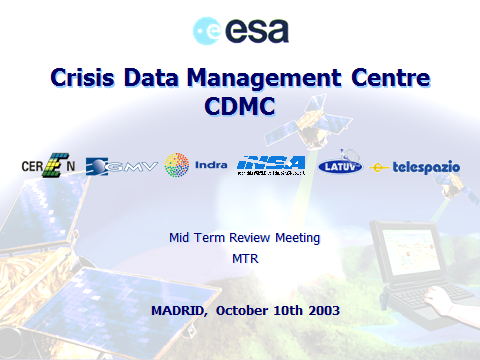 esa
Crisis Data Management Centre
CDMC
CEREN GMV Indra INSA LATUV telespazio
Mid Term Review Meeting
MTR
MADRID, October 10th 2003